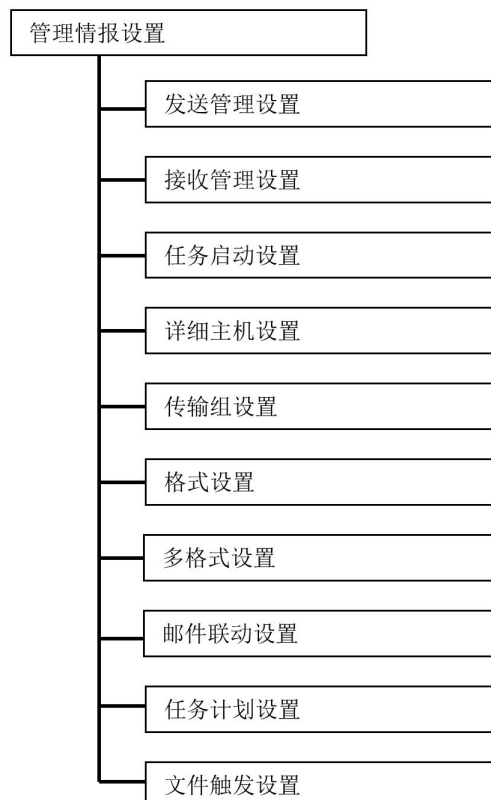 管理情报设置
发送管理设置
接收管理设置
任务启动设置
详细主机设置
传输组设置
格式设置
多格式设置
邮件联动设置
任务计划设置
文件触发设置